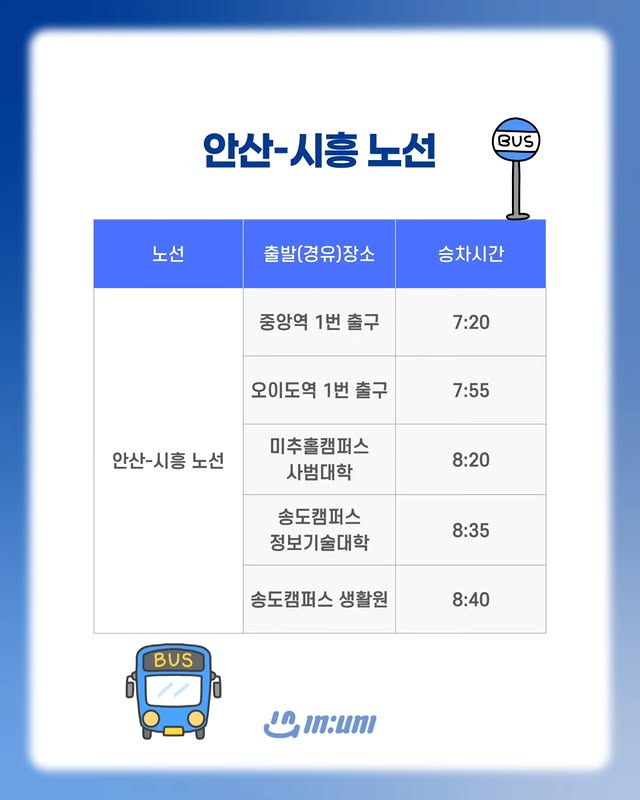 안산-시흥 노선
BUS
노선 출발(경유)장소 승차시간
중앙역 1번 출구 7:20
오이도역 1번 출구 7:55
안산-시흥 노선
미추홀캠퍼스
사범대학
8:20
송도캠퍼스
정보기술대학
8:35
송도캠퍼스 생활원 8:40
BUS
in:uni